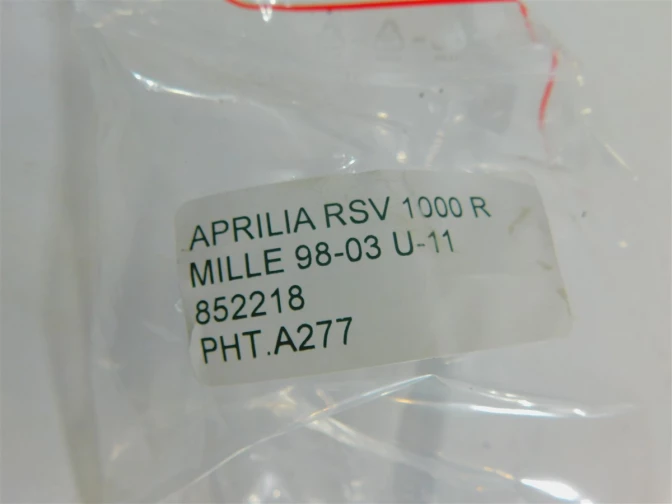 APRILIA RSV 1000 R
MILLE 98-03 U-11
852218
PHT.A277